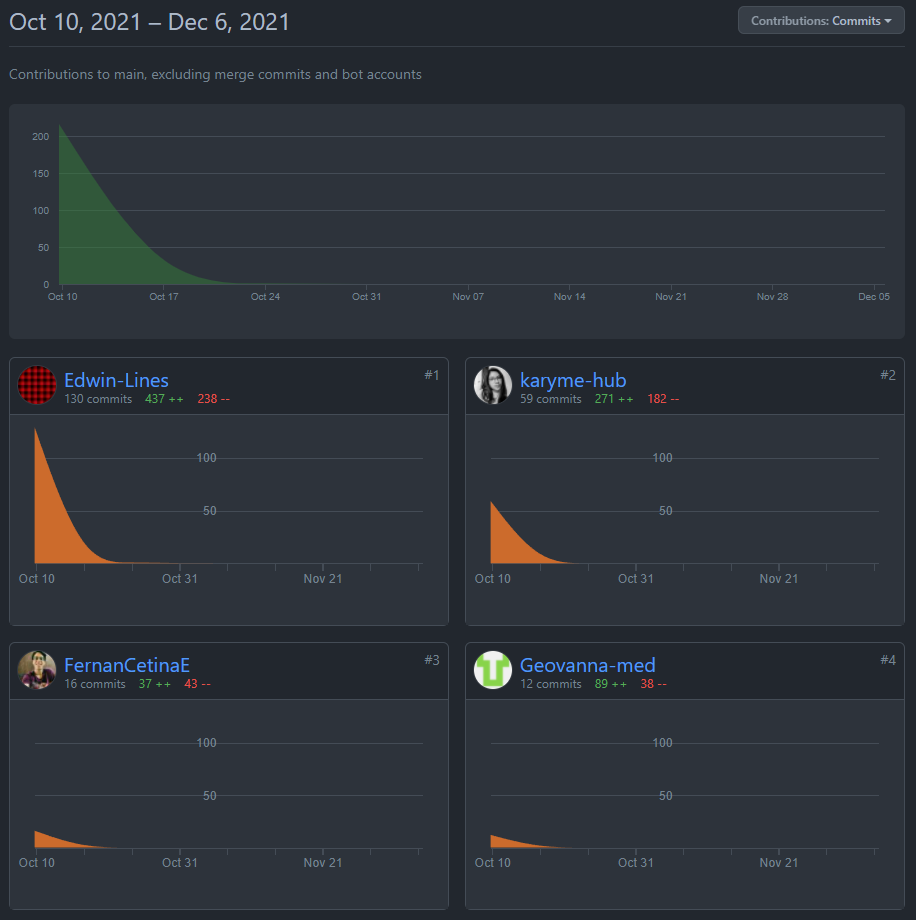 Oct 10, 2021 – Dec 6, 2021
Contributions: Commits
Contributions to main, excluding merge commits and bot accounts
200
150
100
50
0
Oct 10 Oct 17 Oct 24 Oct 31 Nov 07 Nov 14 Nov 21 Nov 28 Dec 05
Edwin-Lines #1
130 commits 437 ++ 238 --
100
50
Oct 10 Oct 31 Nov 21
karyme-hub #2
59 commits 271 ++ 182 --
100
50
Oct 10 Oct 31 Nov 21
FernanCetinaE #3
16 commits 37 ++ 43 --
100
50
Oct 10 Oct 31 Nov 21
Geovanna-med #4
12 commits 89 ++ 38 --
100
50
Oct 10 Oct 31 Nov 21